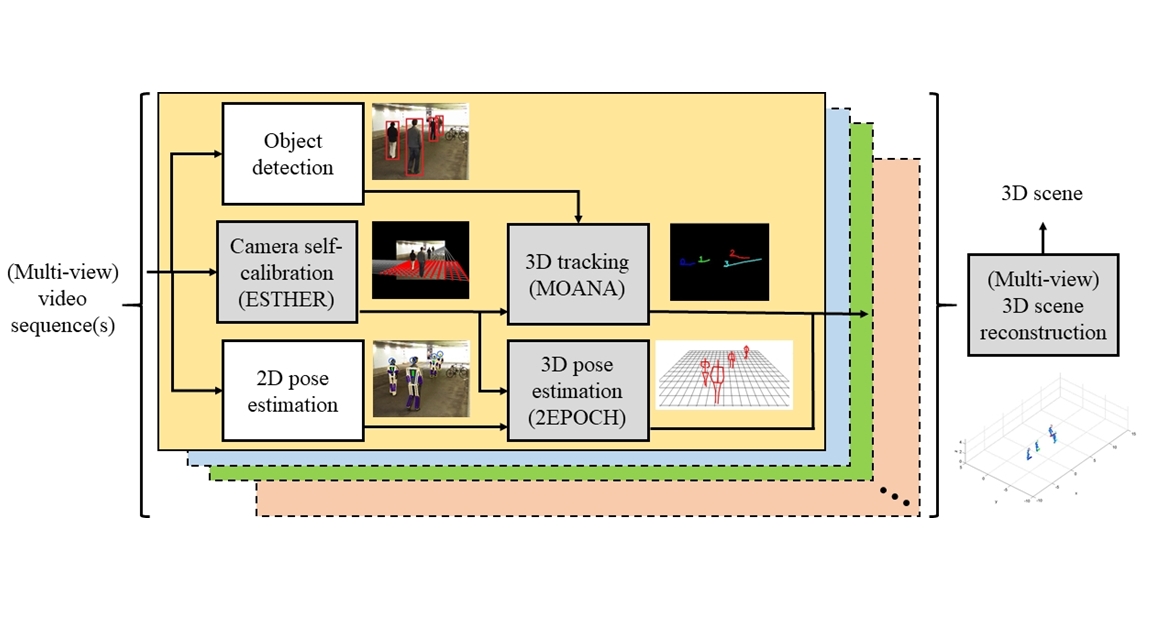 (Multi-view)
video
sequence(s)
Object
detection
Camera self-
calibration
(ESTHER)
2D pose
estimation
3D tracking
(MOANA)
3D pose
estimation
(2EPOCH)
3D scene
(Multi-view)
3D scene
reconstruction